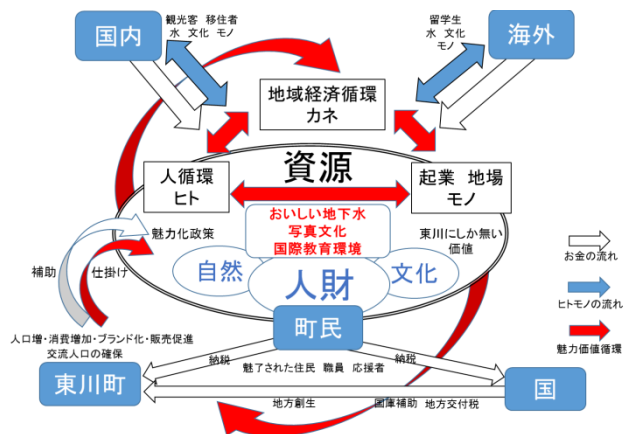 国内
観光客 移住者
水 文化 モノ
留学生
水 文化
モノ
海外
地域経済循環
カネ
資源
人循環
ヒト
起業 地場
モノ
おいしい地下水
写真文化
国際教育環境
魅力化政策
東川にしか無い
価値
自然
人財
文化
補助
仕掛け
お金の流れ
ヒトモノの流れ
魅力価値循環
人口増・消費増加・ブランド化・販売促進
交流人口の確保
町民
納税
納税
魅了された住民 職員 応援者
東川町
国
地方創生
国庫補助 地方交付税